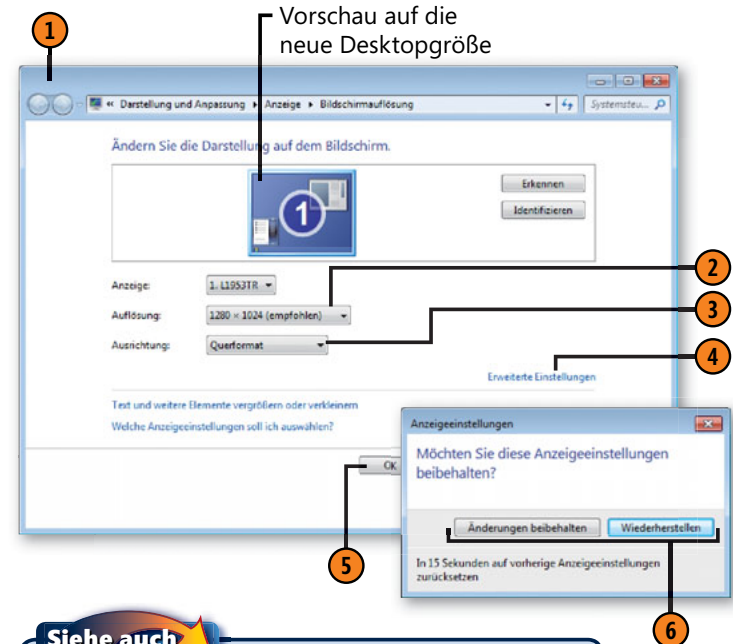 1
Vorschau auf die
neue Desktopgröße
« Darstellung und Anpassung ▸ Anzeige ▸ Bildschirmauflösung
Systemsteu...
Ändern Sie die Darstellung auf dem Bildschirm.
1
Erkennen
Identifizieren
2
Anzeige: 1. L1953TR
Auflösung: 1280 × 1024 (empfohlen)
3
Ausrichtung: Querformat
4
Erweiterte Einstellungen
Text und weitere Elemente vergrößern oder verkleinern
Welche Anzeigeeinstellungen soll ich auswählen?
OK
5
Anzeigeeinstellungen
Möchten Sie diese Anzeigeeinstellungen
beibehalten?
Änderungen beibehalten Wiederherstellen
In 15 Sekunden auf vorherige Anzeigeeinstellungen
zurücksetzen
6
Siehe auch